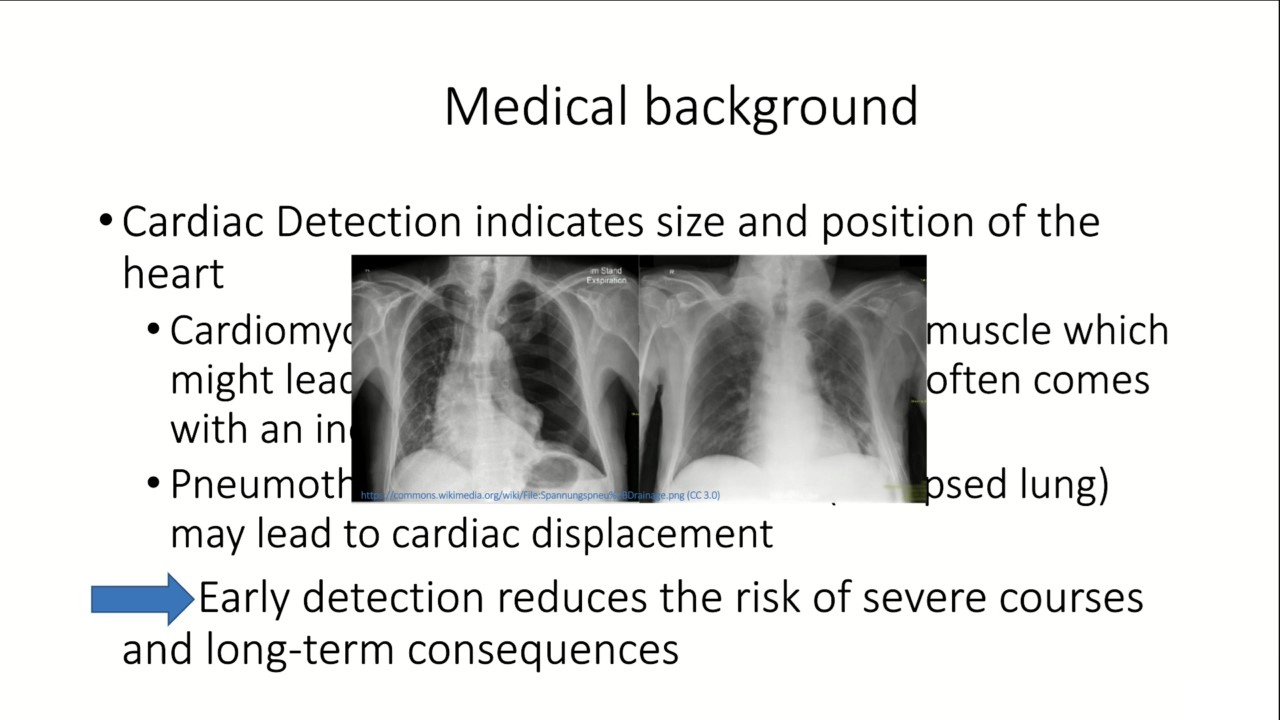 Medical background
• Cardiac Detection indicates size and position of the
heart
im Stand
Exspiration
• Cardiomyo muscle which
might lead often comes
with an in
• Pneumoth psed lung)
https://commons.wikimedia.org/wiki/File:Spannungspneu Drainage.png (CC 3.0)
may lead to cardiac displacement
Early detection reduces the risk of severe courses
and long-term consequences